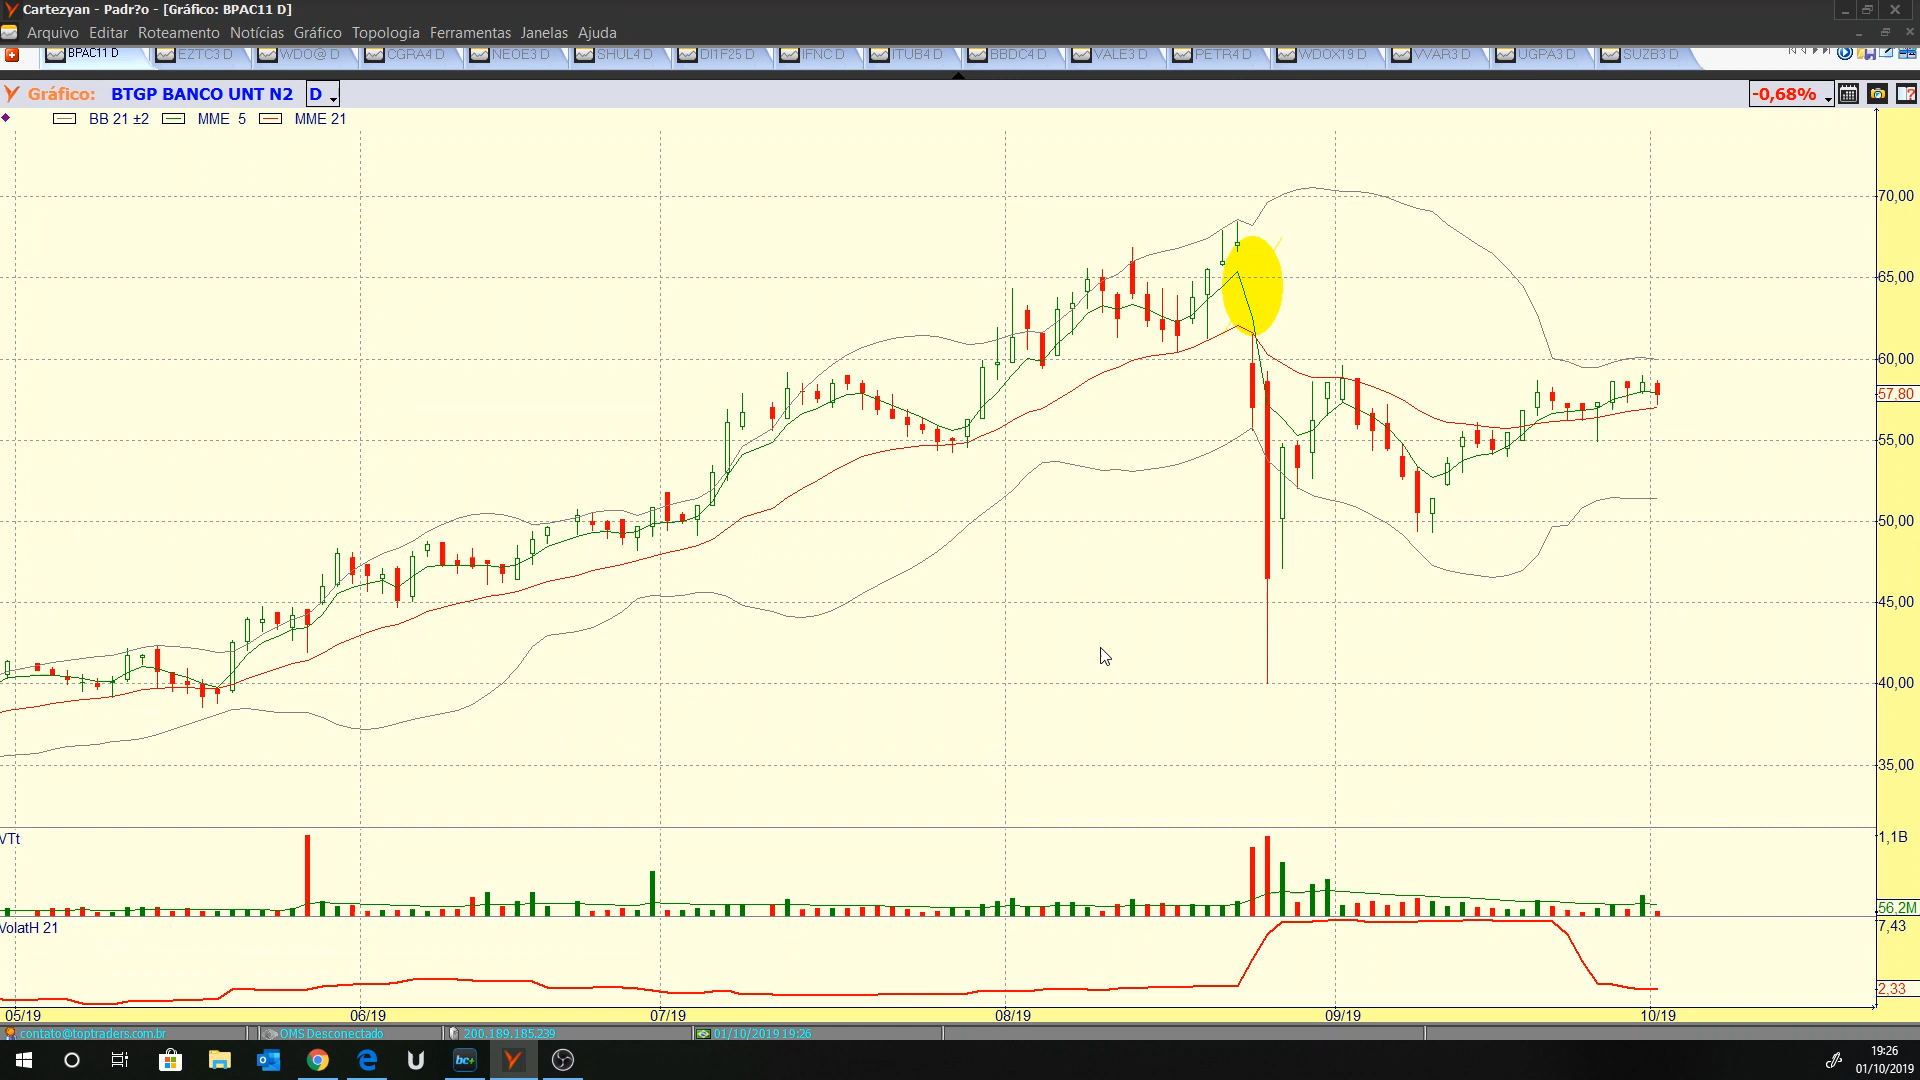 Cartezyan - Padr?o - [Gráfico: BPAC11 D]
Arquivo Editar Roteamento Notícias Gráfico Topologia Ferramentas Janelas Ajuda
BPAC11 D EZTC3 D WDO@ D CGRA4 D NEOE3 D SHUL4 D DI1F25 D IFNC D ITUB4 D BBDC4 D VALE3 D PETR4 D WDOX19 D VVAR3 D UGPA3 D SUZB3 D
Gráfico: BTGP BANCO UNT N2 D -0,68%
BB 21 ±2 MME 5 MME 21
70,00
65,00
60,00
57,80
55,00
50,00
45,00
40,00
35,00
VTt 1,1B
56,2M
VolatH 21 7,43
2,33
05/19 06/19 07/19 08/19 09/19 10/19
contato@toptraders.com.br OMS Desconectado 200.189.185.239 01/10/2019 19:26
bc+
19:26
01/10/2019